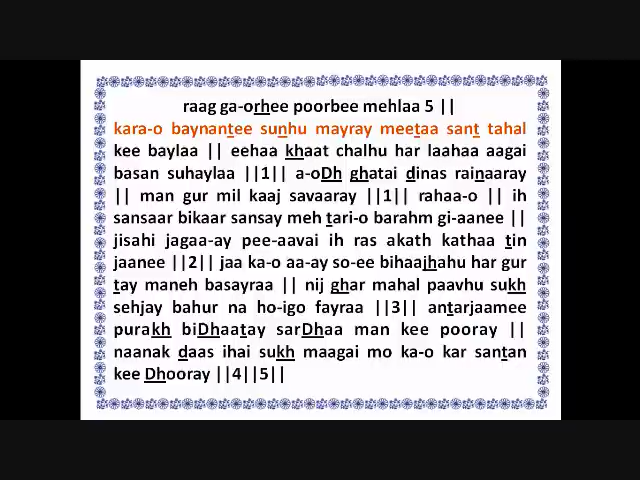 raag ga-orhee poorbee mehlaa 5 ||
kara-o baynantee sunhu mayray meetaa sant tahal
kee baylaa || eehaa khaat chalhu har laahaa aagai
basan suhaylaa ||1|| a-oDh ghatai dinas rainaaray
|| man gur mil kaaj savaaray ||1|| rahaa-o || ih
sansaar bikaar sansay meh tari-o barahm gi-aanee ||
jisahi jagaa-ay pee-aavai ih ras akath kathaa tin
jaanee ||2|| jaa ka-o aa-ay so-ee bihaajhahu har gur
tay maneh basayraa || nij ghar mahal paavhu sukh
sehjay bahur na ho-igo fayraa ||3|| antarjaamee
purakh biDhaatay sarDhaa man kee pooray ||
naanak daas ihai sukh maagai mo ka-o kar santan
kee Dhooray ||4||5||